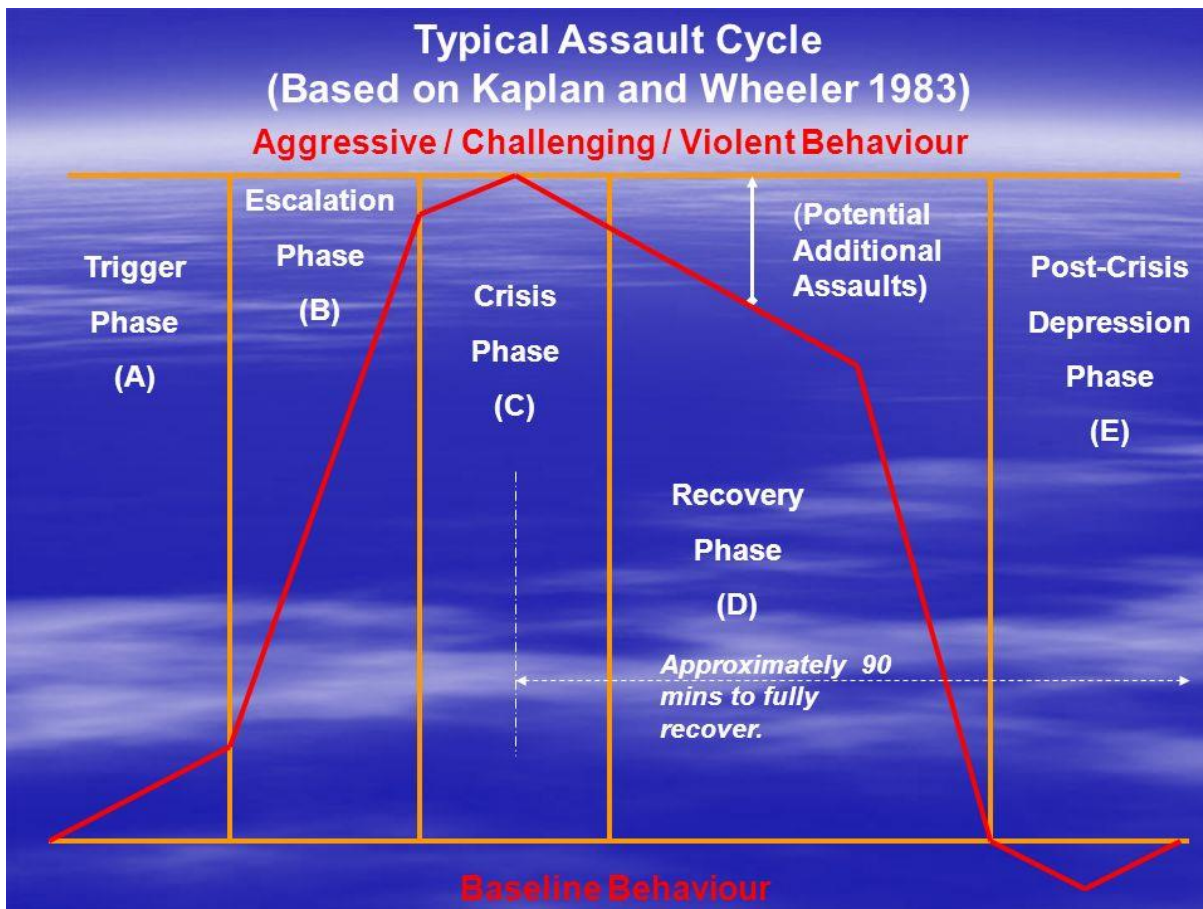 Typical Assault Cycle
(Based on Kaplan and Wheeler 1983)
Aggressive / Challenging / Violent Behaviour
Trigger
Phase
(A)
Escalation
Phase
(B)
Crisis
Phase
(C)
(Potential
Additional
Assaults)
Recovery
Phase
(D)
Approximately 90
mins to fully
recover.
Post-Crisis
Depression
Phase
(E)
Baseline Behaviour